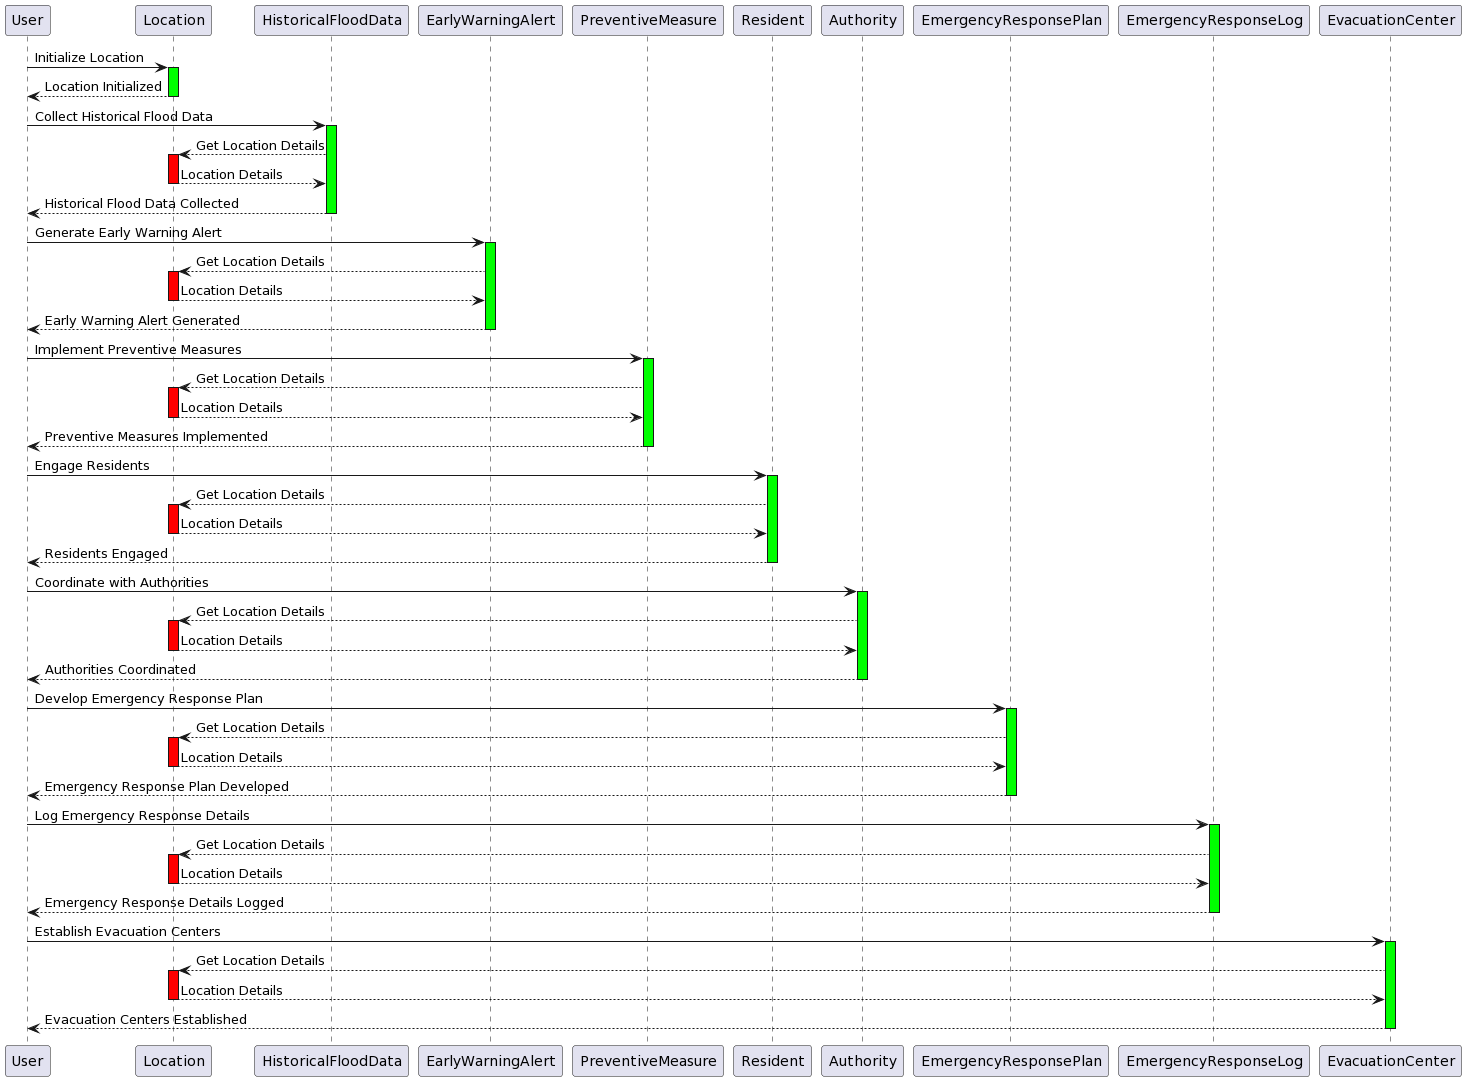 User Location HistoricalFloodData EarlyWarningAlert PreventiveMeasure Resident Authority EmergencyResponsePlan EmergencyResponseLog EvacuationCenter
Initialize Location
Location Initialized
Collect Historical Flood Data
Get Location Details
Location Details
Historical Flood Data Collected
Generate Early Warning Alert
Get Location Details
Location Details
Early Warning Alert Generated
Implement Preventive Measures
Get Location Details
Location Details
Preventive Measures Implemented
Engage Residents
Get Location Details
Location Details
Residents Engaged
Coordinate with Authorities
Get Location Details
Location Details
Authorities Coordinated
Develop Emergency Response Plan
Get Location Details
Location Details
Emergency Response Plan Developed
Log Emergency Response Details
Get Location Details
Location Details
Emergency Response Details Logged
Establish Evacuation Centers
Get Location Details
Location Details
Evacuation Centers Established
User Location HistoricalFloodData EarlyWarningAlert PreventiveMeasure Resident Authority EmergencyResponsePlan EmergencyResponseLog EvacuationCenter